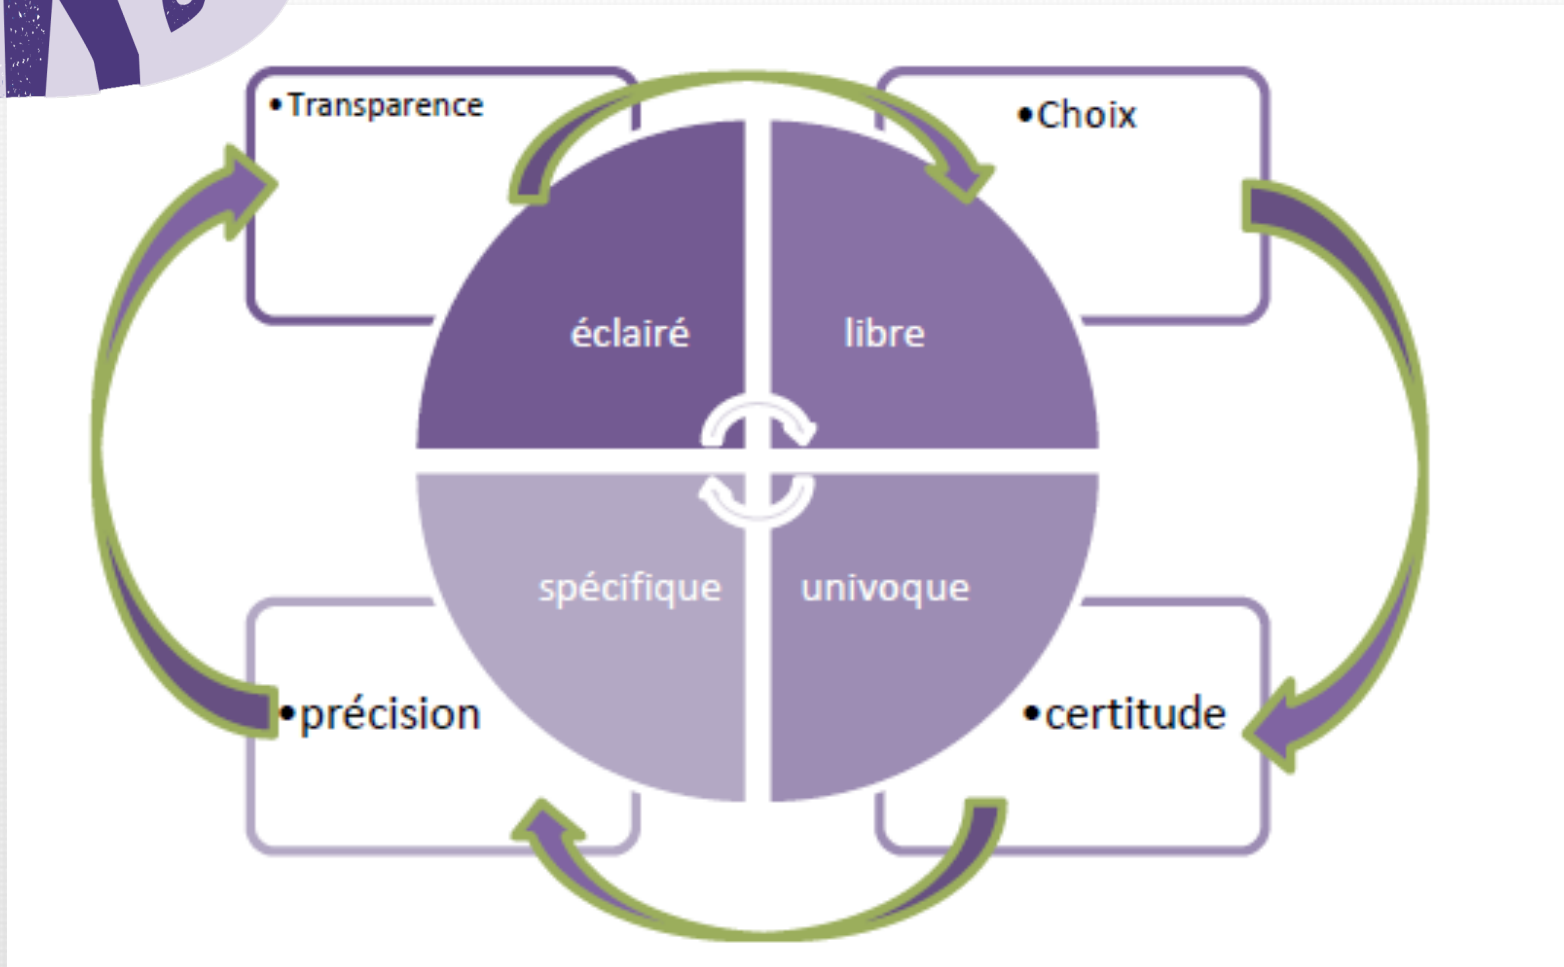 •Transparence
•Choix
éclairé
libre
spécifique
univoque
•précision
•certitude